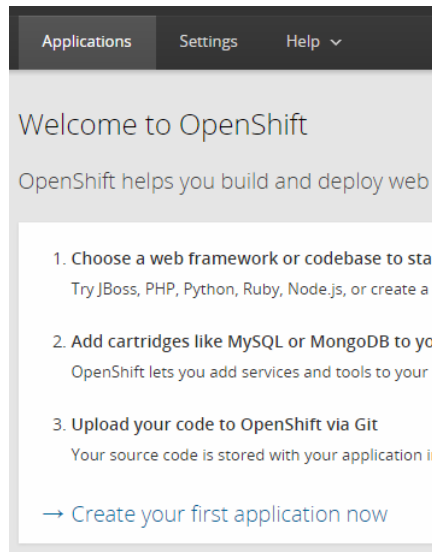 Applications Settings Help
Welcome to OpenShift
OpenShift helps you build and deploy web
1. Choose a web framework or codebase to sta
Try JBoss, PHP, Python, Ruby, Node.js, or create a
2. Add cartridges like MySQL or MongoDB to yo
OpenShift lets you add services and tools to your
3. Upload your code to OpenShift via Git
Your source code is stored with your application i
→ Create your first application now